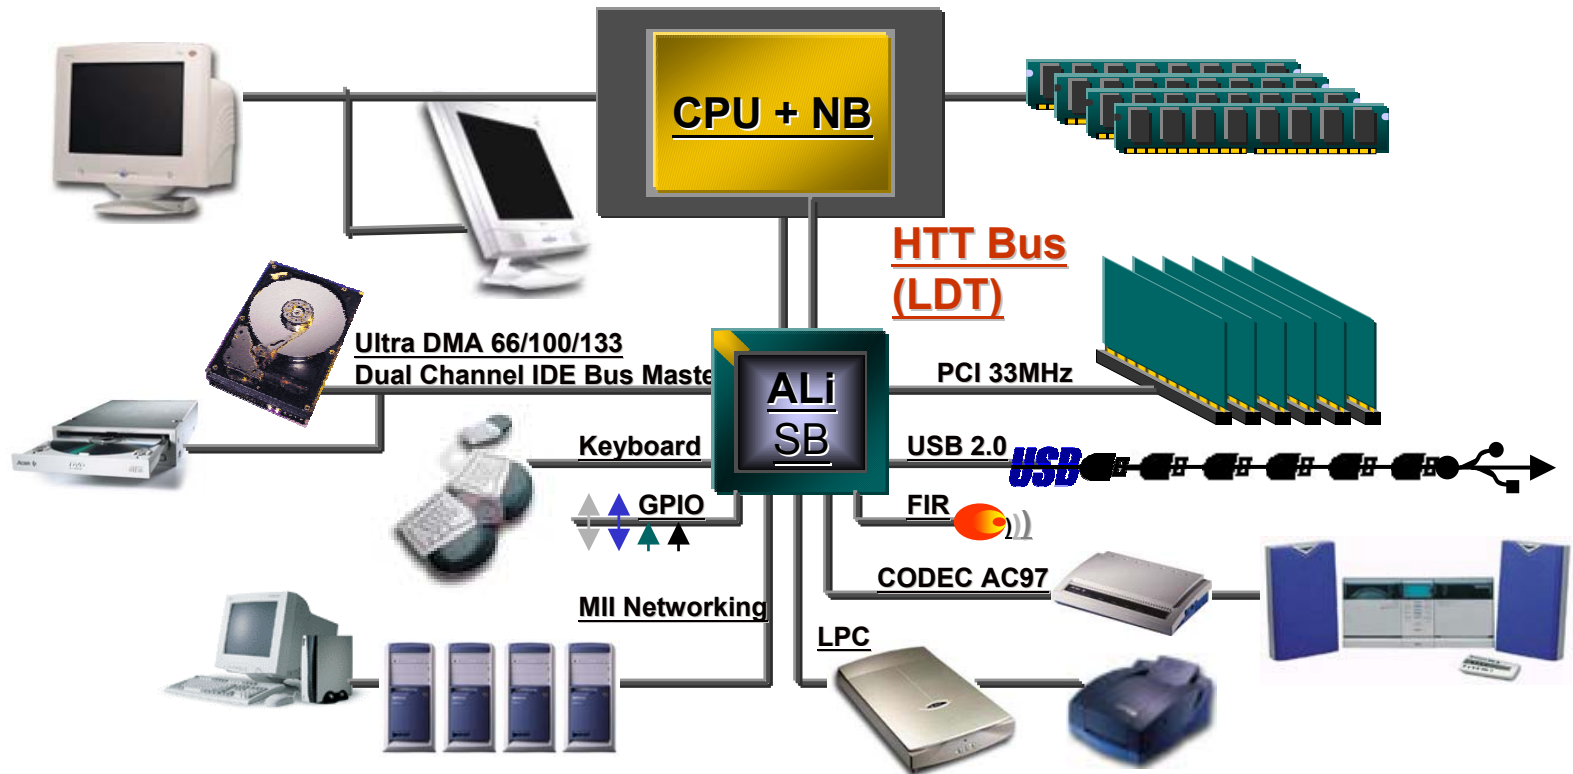 CPU + NB
HTT Bus
(LDT)
Ultra DMA 66/100/133
Dual Channel IDE Bus Maste
ALi
SB
PCI 33MHz
Keyboard
USB 2.0
USB
GPIO
FIR
CODEC AC97
MII Networking
LPC